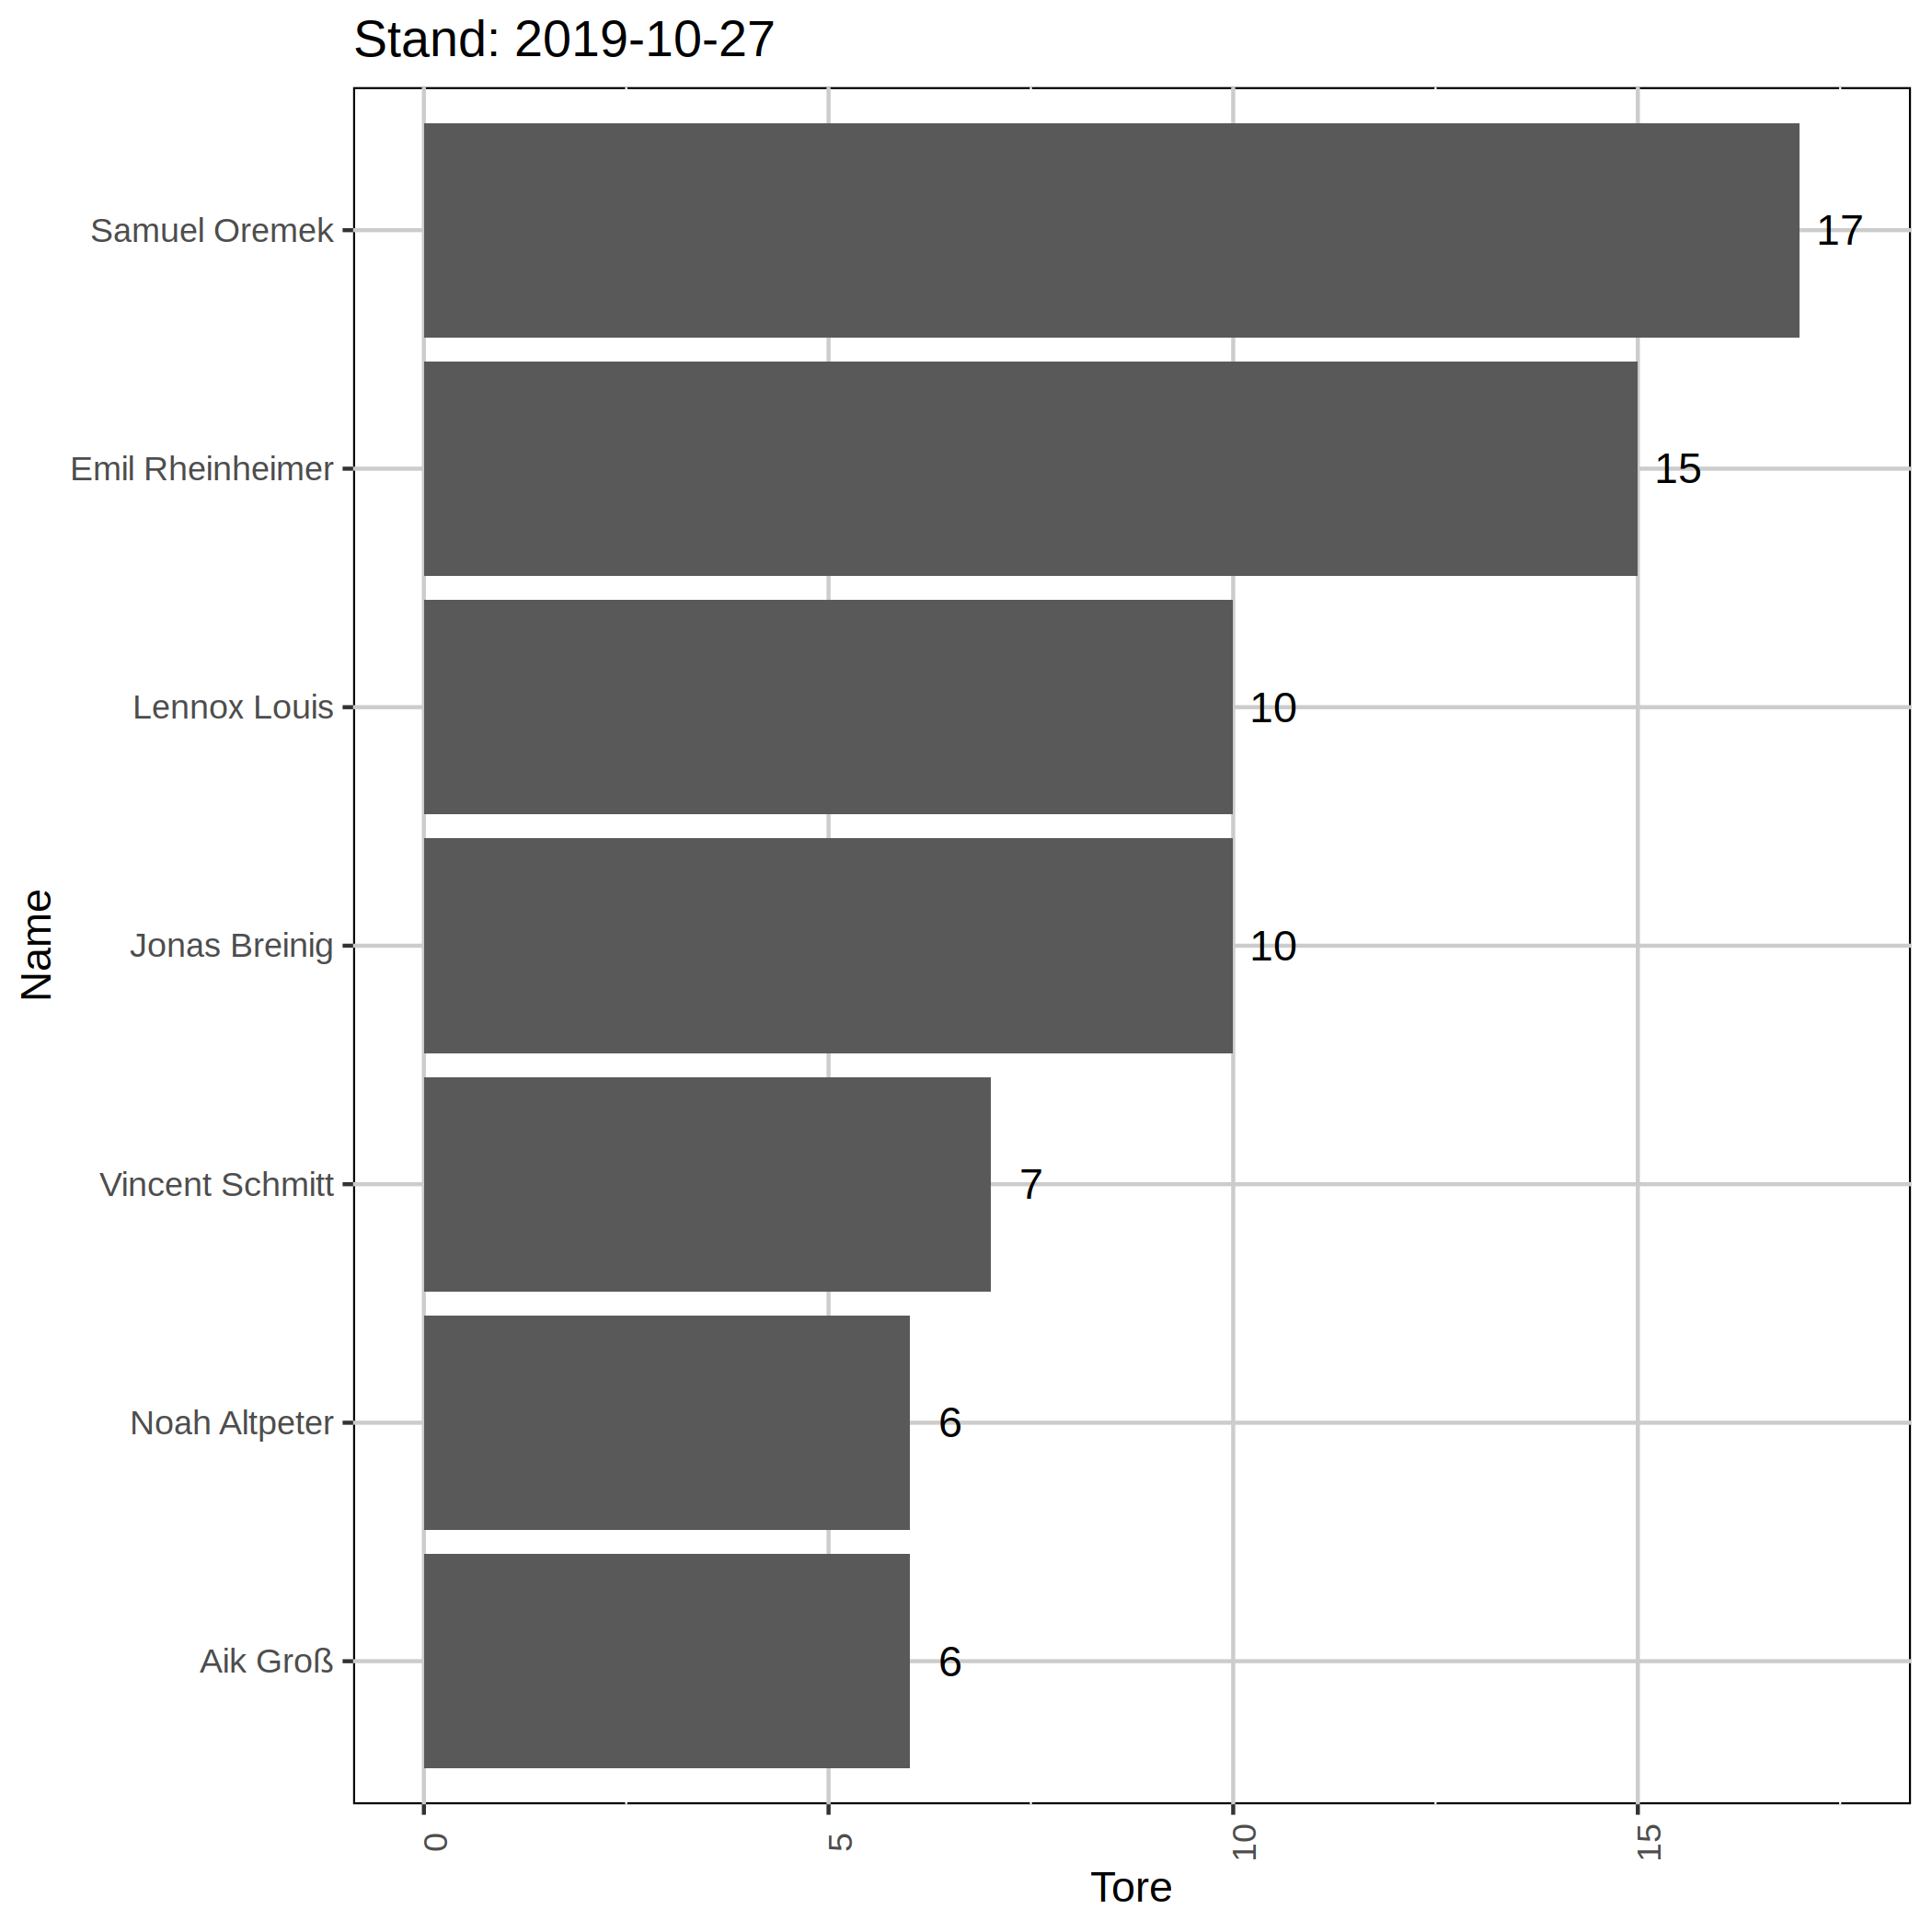 Stand: 2019-10-27
Samuel Oremek
17
Emil Rheinheimer
15
Lennox Louis
10
Jonas Breinig
10
Vincent Schmitt
7
Noah Altpeter
6
Aik Groß
6
Name
0
5
10
15
Tore